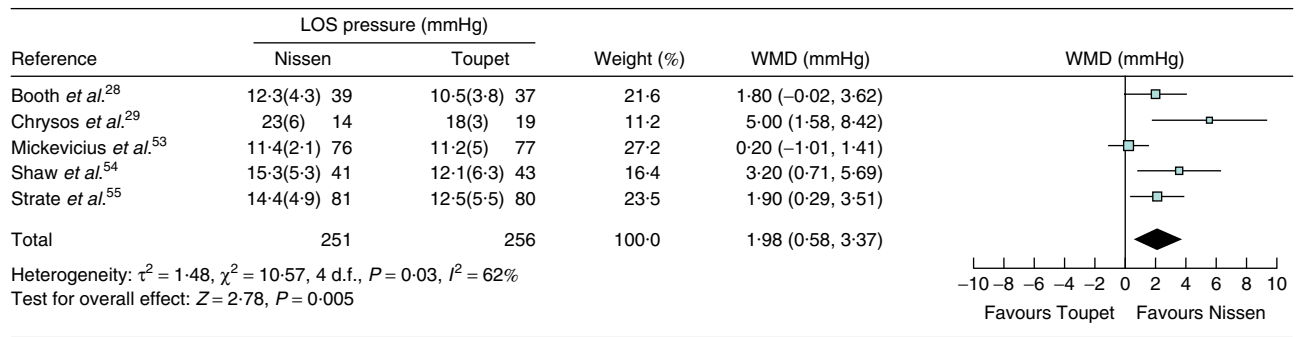 LOS pressure (mmHg)
Reference Nissen Toupet Weight (%) WMD (mmHg) WMD (mmHg)
Booth et al.28 12·3(4·3) 39 10·5(3·8) 37 21·6 1·80 (−0·02, 3·62)
Chrysos et al.29 23(6) 14 18(3) 19 11·2 5·00 (1·58, 8·42)
Mickevicius et al.53 11·4(2·1) 76 11·2(5) 77 27·2 0·20 (−1·01, 1·41)
Shaw et al.54 15·3(5·3) 41 12·1(6·3) 43 16·4 3·20 (0·71, 5·69)
Strate et al.55 14·4(4·9) 81 12·5(5·5) 80 23·5 1·90 (0·29, 3·51)
Total 251 256 100·0 1·98 (0·58, 3·37)
Heterogeneity: τ2 = 1·48, χ2 = 10·57, 4 d.f., P = 0·03, I2 = 62%
Test for overall effect: Z = 2·78, P = 0·005
−10 −8 −6 −4 −2 0 2 4 6 8 10
Favours Toupet Favours Nissen